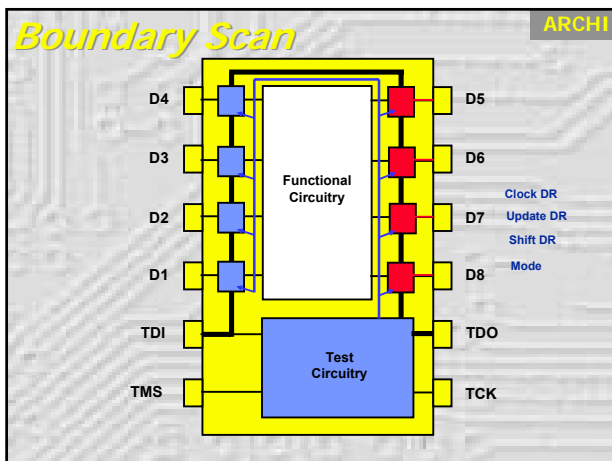 Boundary Scan
ARCHI
D4
D5
D3
D6
Functional
Circuitry
Clock DR
D2
D7
Update DR
Shift DR
D1
D8
Mode
TDI
TDO
Test
Circuitry
TMS
TCK